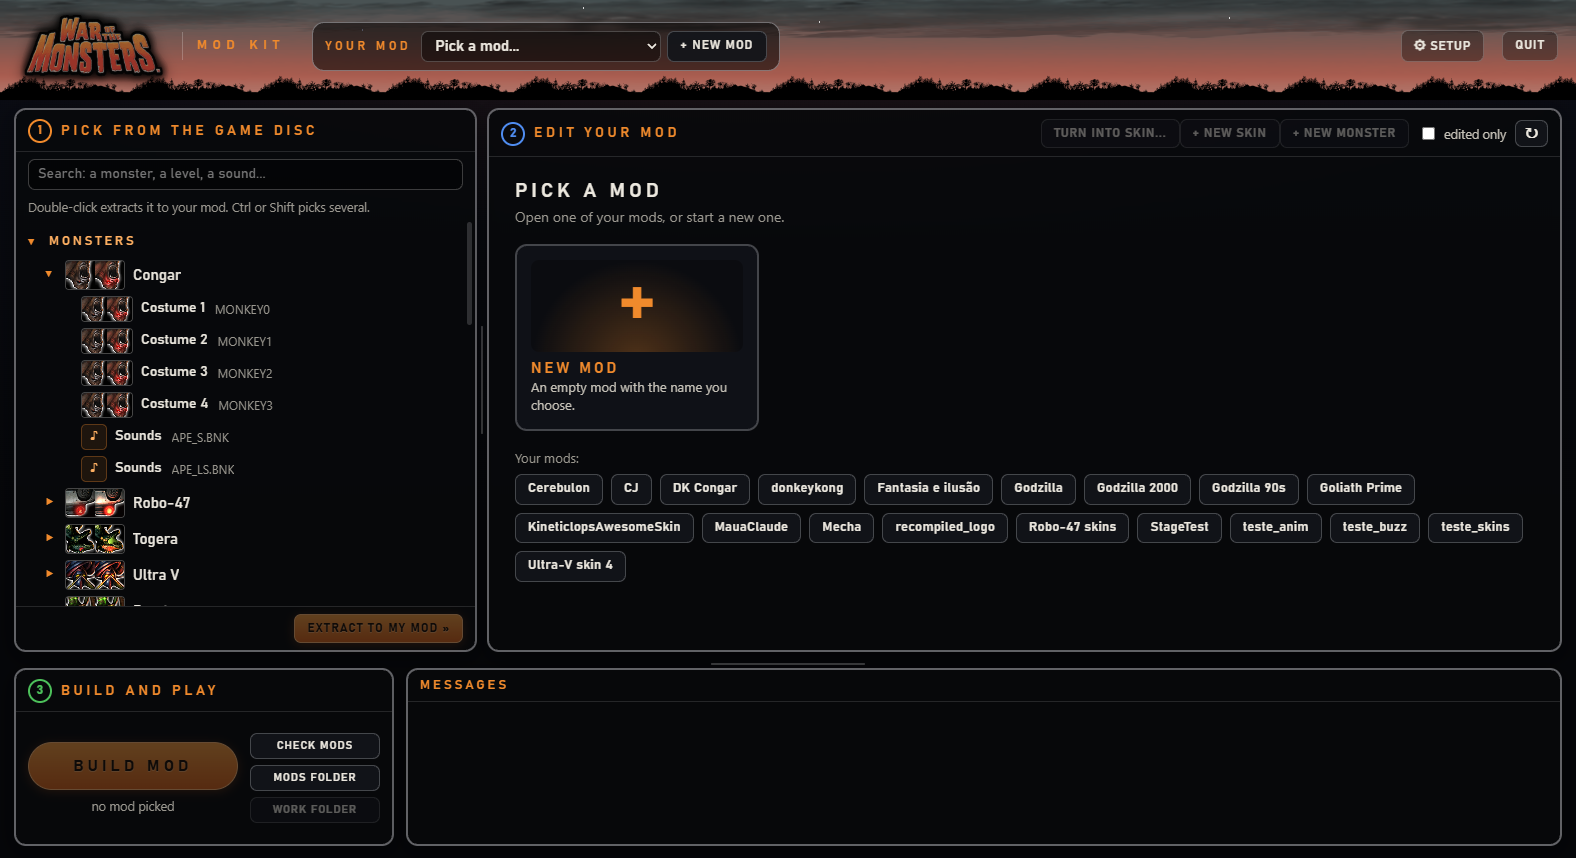 WAR OF THE MONSTERS.
MOD KIT
YOUR MOD
Pick a mod...
+ NEW MOD
⚙ SETUP
QUIT
1 PICK FROM THE GAME DISC
Search: a monster, a level, a sound...
Double-click extracts it to your mod. Ctrl or Shift picks several.
▼ MONSTERS
▼ Congar
Costume 1 MONKEY0
Costume 2 MONKEY1
Costume 3 MONKEY2
Costume 4 MONKEY3
♪ Sounds APE_S.BNK
♪ Sounds APE_LS.BNK
► Robo-47
► Togera
► Ultra V
EXTRACT TO MY MOD »
2 EDIT YOUR MOD
TURN INTO SKIN...
+ NEW SKIN
+ NEW MONSTER
edited only
↻
PICK A MOD
Open one of your mods, or start a new one.
+
NEW MOD
An empty mod with the name you
choose.
Your mods:
Cerebulon CJ DK Congar donkeykong Fantasia e ilusão Godzilla Godzilla 2000 Godzilla 90s Goliath Prime
KineticlopsAwesomeSkin MauaClaude Mecha recompiled_logo Robo-47 skins StageTest teste_anim teste_buzz teste_skins
Ultra-V skin 4
3 BUILD AND PLAY
BUILD MOD
no mod picked
CHECK MODS
MODS FOLDER
WORK FOLDER
MESSAGES